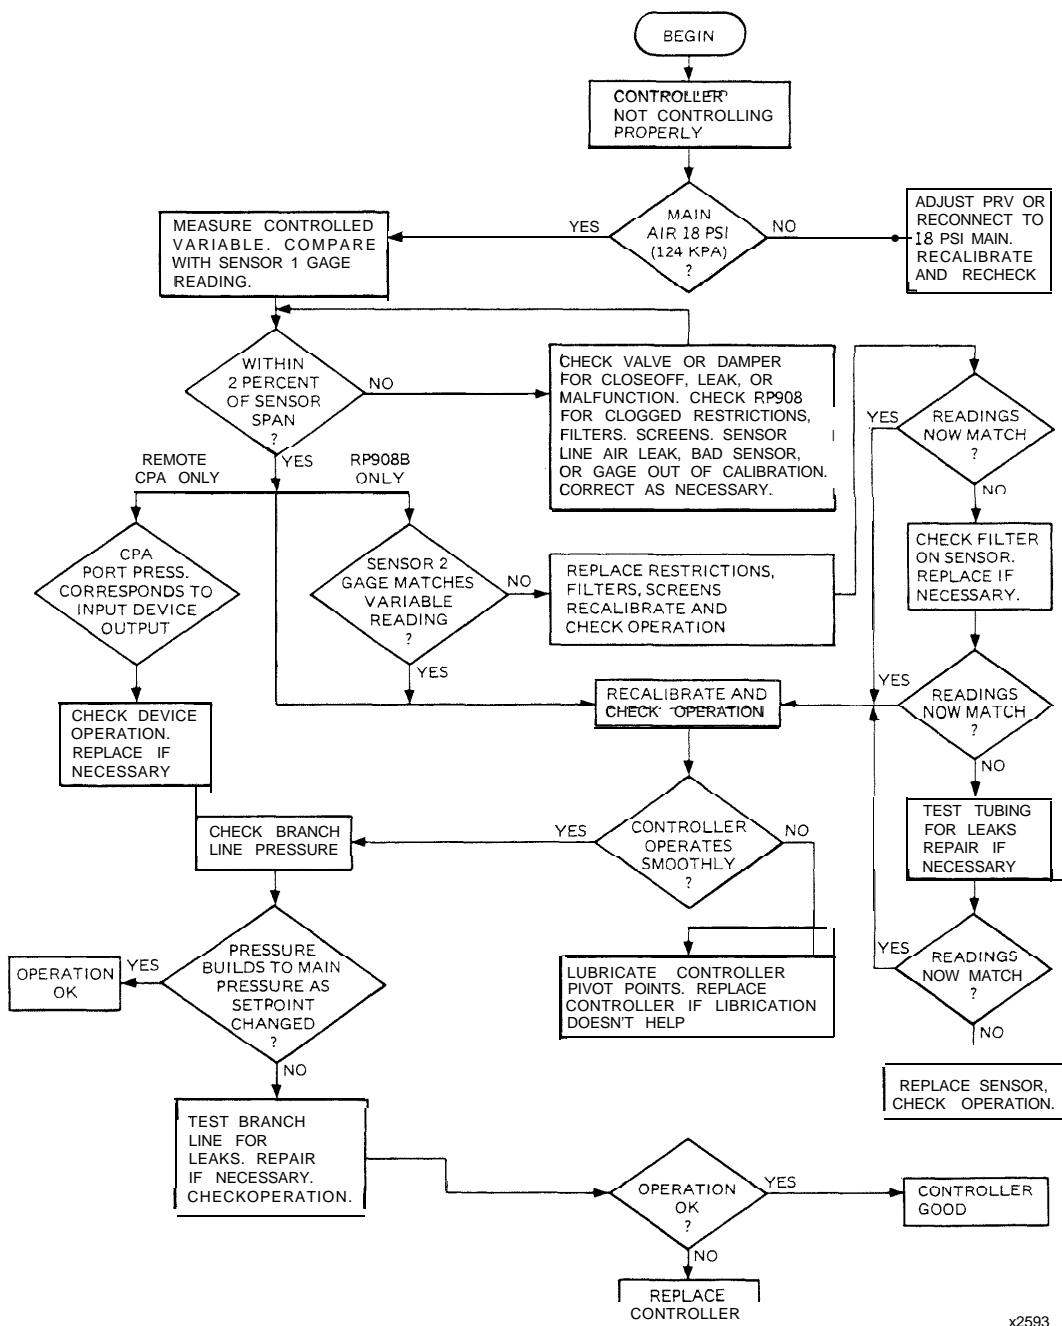 BEGIN
CONTROLLER
NOT CONTROLLING
PROPERLY
MAIN
AIR 18 PSI
(124 KPA)
?
YES
NO
ADJUST PRV OR
RECONNECT TO
18 PSI MAIN.
RECALIBRATE
AND RECHECK
MEASURE CONTROLLED
VARIABLE. COMPARE
WITH SENSOR 1 GAGE
READING.
WITHIN
2 PERCENT
OF SENSOR
SPAN
?
NO
YES
CHECK VALVE OR DAMPER
FOR CLOSEOFF, LEAK, OR
MALFUNCTION. CHECK RP908
FOR CLOGGED RESTRICTIONS,
FILTERS. SCREENS. SENSOR
LINE AIR LEAK, BAD SENSOR,
OR GAGE OUT OF CALIBRATION.
CORRECT AS NECESSARY.
REMOTE
CPA ONLY
RP908B
ONLY
CPA
PORT PRESS.
CORRESPONDS TO
INPUT DEVICE
OUTPUT
SENSOR 2
GAGE MATCHES
VARIABLE
READING
?
NO
YES
REPLACE RESTRICTIONS,
FILTERS, SCREENS
RECALIBRATE AND
CHECK OPERATION
READINGS
NOW MATCH
?
YES
NO
CHECK FILTER
ON SENSOR.
REPLACE IF
NECESSARY.
READINGS
NOW MATCH
?
YES
NO
RECALIBRATE AND
CHECK OPERATION
CHECK DEVICE
OPERATION.
REPLACE IF
NECESSARY
TEST TUBING
FOR LEAKS
REPAIR IF
NECESSARY
CHECK BRANCH
LINE PRESSURE
YES
CONTROLLER
OPERATES
SMOOTHLY
?
NO
LUBRICATE CONTROLLER
PIVOT POINTS. REPLACE
CONTROLLER IF LIBRICATION
DOESN'T HELP
READINGS
NOW MATCH
?
YES
NO
REPLACE SENSOR,
CHECK OPERATION.
OPERATION
OK
YES
PRESSURE
BUILDS TO MAIN
PRESSURE AS
SETPOINT
CHANGED
?
NO
TEST BRANCH
LINE FOR
LEAKS. REPAIR
IF NECESSARY.
CHECKOPERATION.
OPERATION
OK
?
YES
NO
CONTROLLER
GOOD
REPLACE
CONTROLLER
x2593